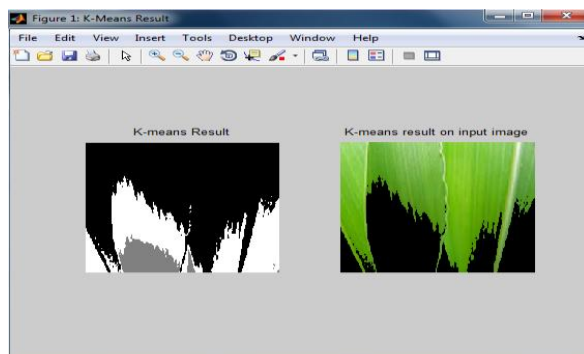 Figure 1: K-Means Result
File Edit View Insert Tools Desktop Window Help
K-means Result
K-means result on input image